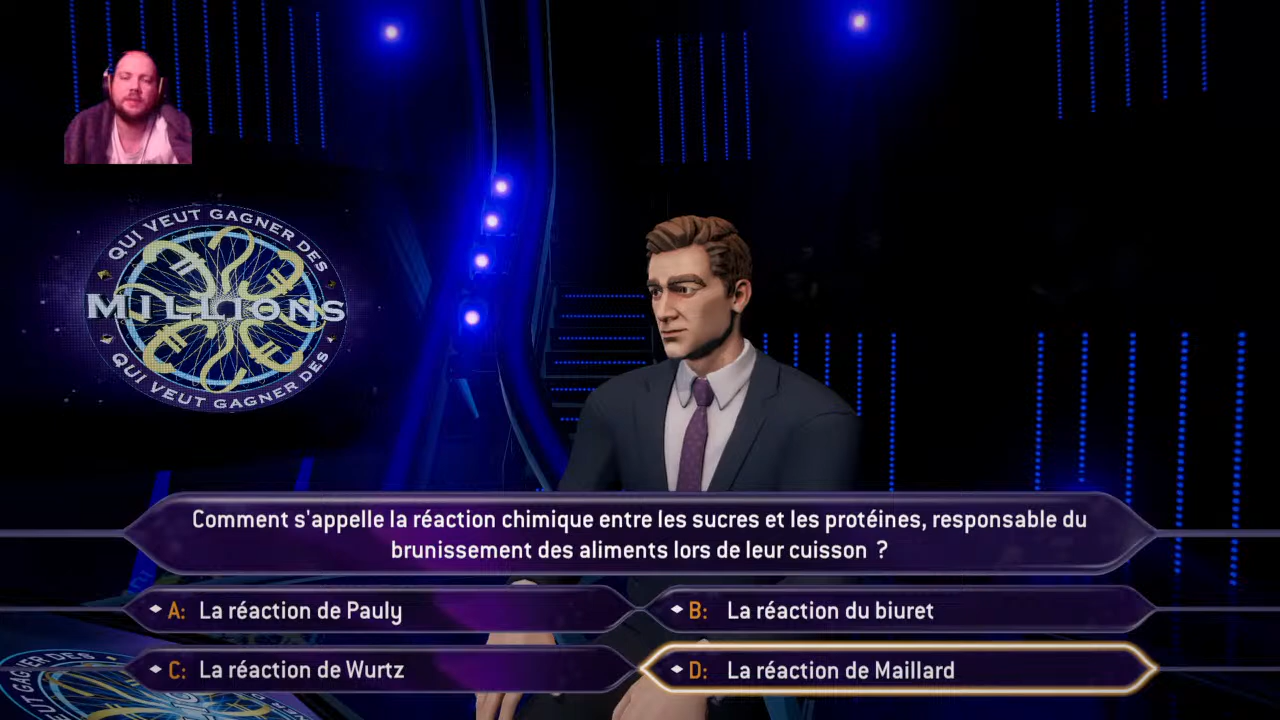 QUI VEUT GAGNER DES
MILLIONS
QUI VEUT GAGNER DES
Comment s'appelle la réaction chimique entre les sucres et les protéines, responsable du
brunissement des aliments lors de leur cuisson ?
A: La réaction de Pauly
B: La réaction du biuret
C: La réaction de Wurtz
D: La réaction de Maillard